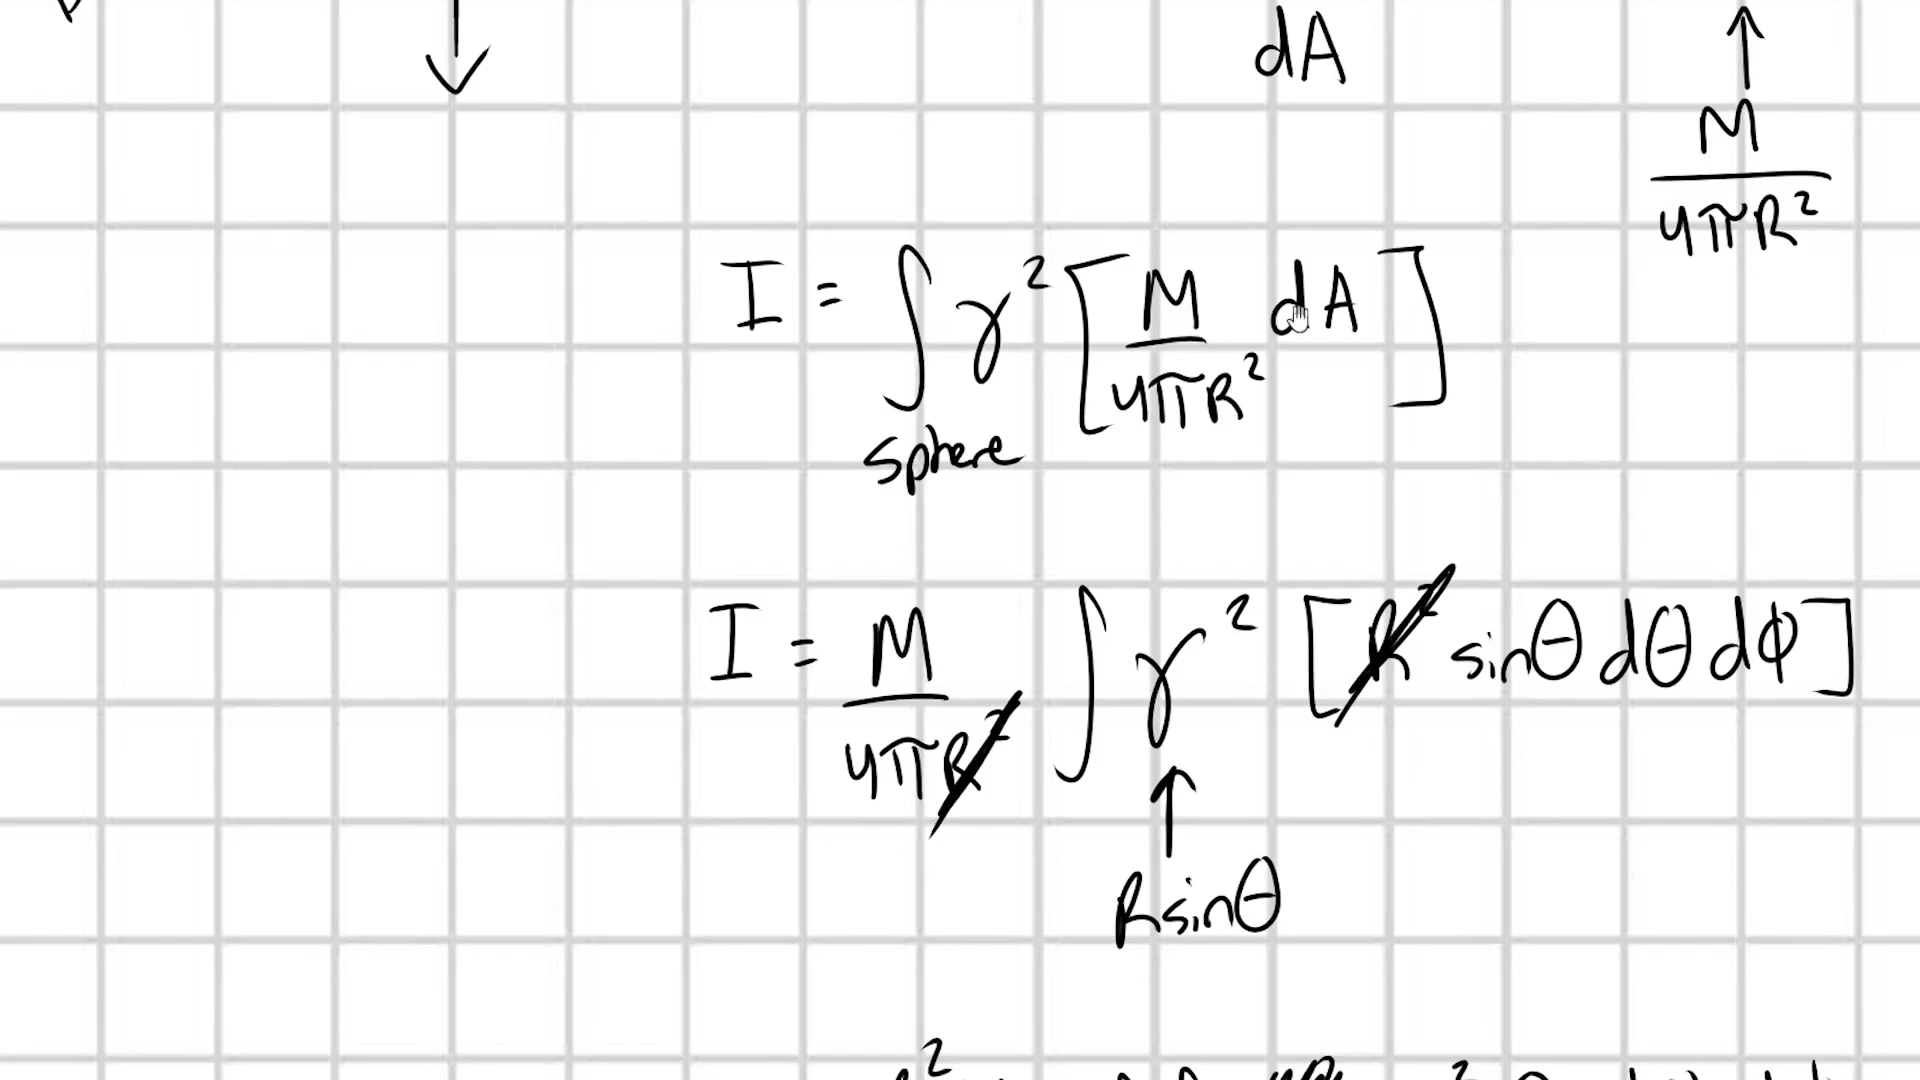 dA
M
4πR²
I = ∫ r² [ M/4πR² dA ]
sphere
I = M/4πR² ∫ r² [R² sinθ dθ dφ]
↑
Rsinθ